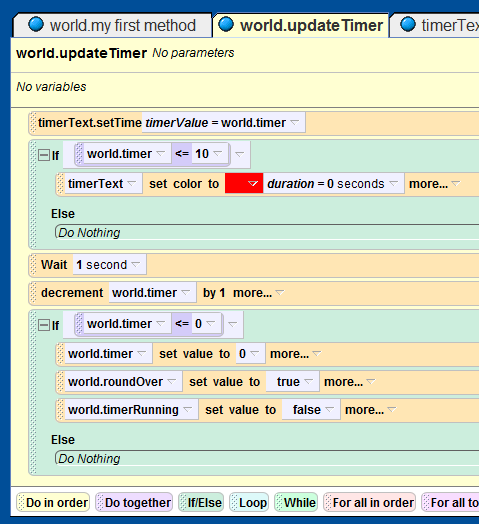 world.my first method world.updateTimer timerTex
world.updateTimer No parameters
No variables
timerText.setTime timerValue = world.timer
If world.timer <= 10
timerText set color to duration = 0 seconds more...
Else
Do Nothing
Wait 1 second
decrement world.timer by 1 more...
If world.timer <= 0
world.timer set value to 0 more...
world.roundOver set value to true more...
world.timerRunning set value to false more...
Else
Do Nothing
Do in order Do together If/Else Loop While For all in order For all to